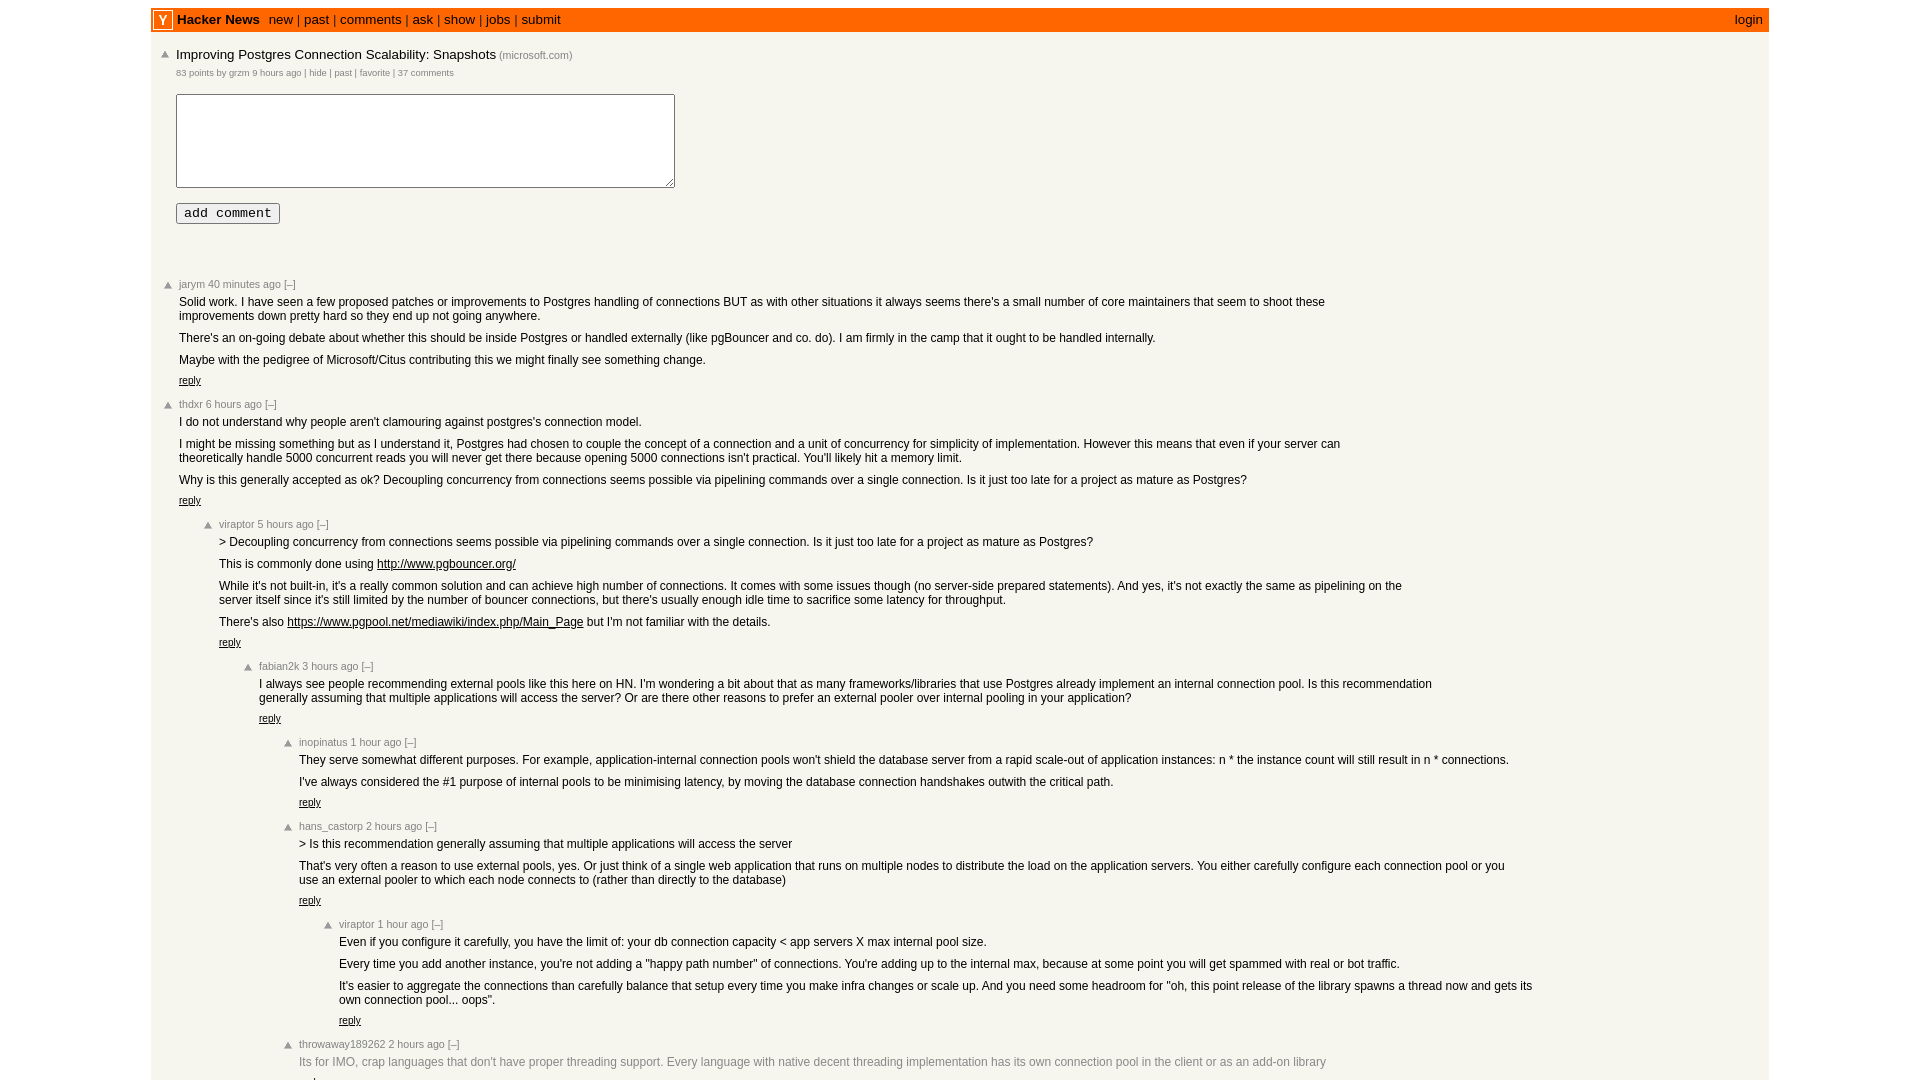 Y Hacker News new | past | comments | ask | show | jobs | submit login
Improving Postgres Connection Scalability: Snapshots (microsoft.com)
83 points by grzm 9 hours ago | hide | past | favorite | 37 comments
add comment
jarym 40 minutes ago [–]
Solid work. I have seen a few proposed patches or improvements to Postgres handling of connections BUT as with other situations it always seems there's a small number of core maintainers that seem to shoot these
improvements down pretty hard so they end up not going anywhere.
There's an on-going debate about whether this should be inside Postgres or handled externally (like pgBouncer and co. do). I am firmly in the camp that it ought to be handled internally.
Maybe with the pedigree of Microsoft/Citus contributing this we might finally see something change.
reply
thdxr 6 hours ago [–]
I do not understand why people aren't clamouring against postgres's connection model.
I might be missing something but as I understand it, Postgres had chosen to couple the concept of a connection and a unit of concurrency for simplicity of implementation. However this means that even if your server can
theoretically handle 5000 concurrent reads you will never get there because opening 5000 connections isn't practical. You'll likely hit a memory limit.
Why is this generally accepted as ok? Decoupling concurrency from connections seems possible via pipelining commands over a single connection. Is it just too late for a project as mature as Postgres?
reply
viraptor 5 hours ago [–]
> Decoupling concurrency from connections seems possible via pipelining commands over a single connection. Is it just too late for a project as mature as Postgres?
This is commonly done using http://www.pgbouncer.org/
While it's not built-in, it's a really common solution and can achieve high number of connections. It comes with some issues though (no server-side prepared statements). And yes, it's not exactly the same as pipelining on the
server itself since it's still limited by the number of bouncer connections, but there's usually enough idle time to sacrifice some latency for throughput.
There's also https://www.pgpool.net/mediawiki/index.php/Main_Page but I'm not familiar with the details.
reply
fabian2k 3 hours ago [–]
I always see people recommending external pools like this here on HN. I'm wondering a bit about that as many frameworks/libraries that use Postgres already implement an internal connection pool. Is this recommendation
generally assuming that multiple applications will access the server? Or are there other reasons to prefer an external pooler over internal pooling in your application?
reply
inopinatus 1 hour ago [–]
They serve somewhat different purposes. For example, application-internal connection pools won't shield the database server from a rapid scale-out of application instances: n * the instance count will still result in n * connections.
I've always considered the #1 purpose of internal pools to be minimising latency, by moving the database connection handshakes outwith the critical path.
reply
hans_castorp 2 hours ago [–]
> Is this recommendation generally assuming that multiple applications will access the server
That's very often a reason to use external pools, yes. Or just think of a single web application that runs on multiple nodes to distribute the load on the application servers. You either carefully configure each connection pool or you
use an external pooler to which each node connects to (rather than directly to the database)
reply
viraptor 1 hour ago [–]
Even if you configure it carefully, you have the limit of: your db connection capacity < app servers X max internal pool size.
Every time you add another instance, you're not adding a "happy path number" of connections. You're adding up to the internal max, because at some point you will get spammed with real or bot traffic.
It's easier to aggregate the connections than carefully balance that setup every time you make infra changes or scale up. And you need some headroom for "oh, this point release of the library spawns a thread now and gets its
own connection pool... oops".
reply
throwaway189262 2 hours ago [–]
Its for IMO, crap languages that don't have proper threading support. Every language with native decent threading implementation has its own connection pool in the client or as an add-on library